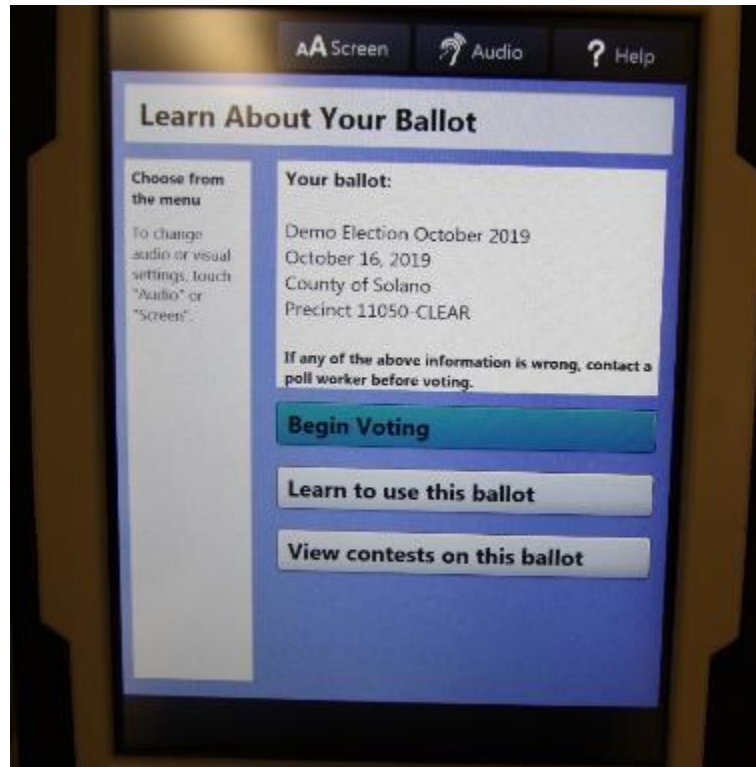 AA Screen
Audio
? Help
Learn About Your Ballot
Choose from
the menu
To change
audio or visual
settings, touch
"Audio" or
"Screen".
Your ballot:
Demo Election October 2019
October 16, 2019
County of Solano
Precinct 11050-CLEAR
If any of the above information is wrong, contact a
poll worker before voting.
Begin Voting
Learn to use this ballot
View contests on this ballot